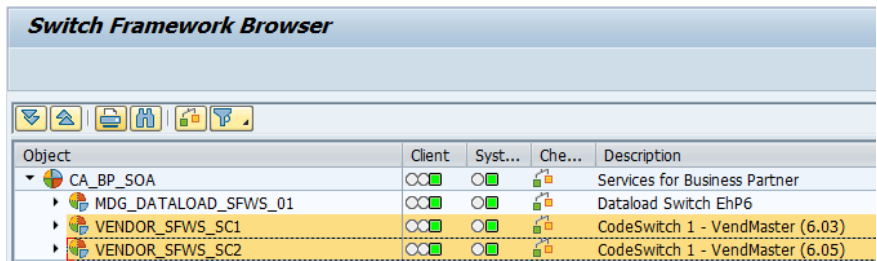 Switch Framework Browser
Object Client Syst... Che... Description
CA_BP_SOA Services for Business Partner
MDG_DATALOAD_SFWS_01 Dataload Switch EhP6
VENDOR_SFWS_SC1 CodeSwitch 1 - VendMaster (6.03)
VENDOR_SFWS_SC2 CodeSwitch 1 - VendMaster (6.05)